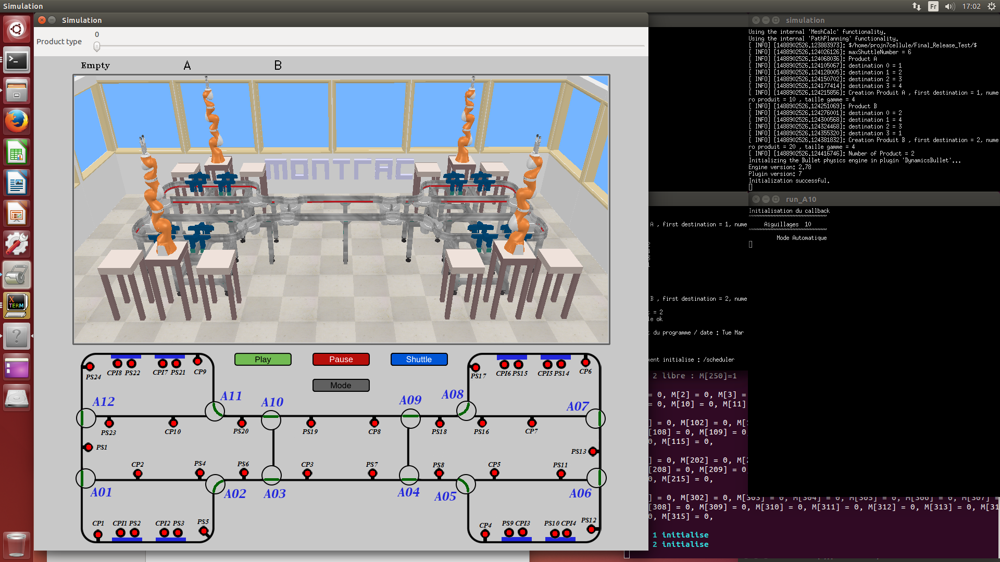 Simulation
Fr
17:02
Simulation
Product type
0
Empty
A
B
MONTRAC
Play
Pause
Shuttle
Mode
PS24
CPI8 PS22
CPI7 PS21
CP9
PS17
CPI6 PS15
CPI5 PS14
CP6
A12
A11
A10
A09
A08
A07
PS23
CP10
PS20
PS19
CP8
PS18
PS16
CP7
PS1
PS13
CP2
PS4
PS6
CP3
PS7
PS8
CP5
PS11
A01
A02
A03
A04
A05
A06
CP1
CPI1 PS2
CPI2 PS3
PS5
CP4
PS9 CPI3
PS10 CPI4
PS12
simulation
Using the internal 'MeshCalc' functionality.
Using the internal 'PathPlanning' functionality.
[ INFO] [1488902526.123883973]: $/home/projn7cellule/Final_Release_Test/$
[ INFO] [1488902526.124026126]: maxShuttleNumber = 6
[ INFO] [1488902526.124068036]: Product A
[ INFO] [1488902526.124105067]: destination 0 = 1
[ INFO] [1488902526.124128005]: destination 1 = 2
[ INFO] [1488902526.124150702]: destination 2 = 3
[ INFO] [1488902526.124177414]: destination 3 = 4
[ INFO] [1488902526.124215856]: Creation Produit A , first destination = 1, nume
ro produit = 10 , taille gamme = 4
[ INFO] [1488902526.124251069]: Product B
[ INFO] [1488902526.124276001]: destination 0 = 2
[ INFO] [1488902526.124300568]: destination 1 = 4
[ INFO] [1488902526.124324468]: destination 2 = 3
[ INFO] [1488902526.124355320]: destination 3 = 1
[ INFO] [1488902526.124381832]: Creation Produit B , first destination = 2, nume
ro produit = 20 , taille gamme = 4
[ INFO] [1488902526.124416746]: Number of Product = 2
Initializing the Bullet physics engine in plugin 'DynamicsBullet'...
Engine version: 2.78
Plugin version: 7
Initialization successful.
run_A10
Initialisation du callback
~~~~~~~~~~~~~~~~~~~~~~~~~
Aiguillages 10
~~~~~~~~~~~~~~~~~~~~~~~~~
Mode Automatique
A , first destination = 1, nume
B , first destination = 2, nume
t = 2
le ok
t du programme / date : Tue Mar
ment initialise : /scheduler
2 libre : M[250]=1
= 0, M[2] = 0, M[3] =
= 0, M[10] = 0, M[11]
] = 0, M[102] = 0, M[
[108] = 0, M[109] = 0
0, M[115] = 0,
] = 0, M[202] = 0, M[
[208] = 0, M[209] = 0
0, M[215] = 0,
] = 0, M[302] = 0, M[303] = 0, M[304] = 0, M[305] = 0, M[306] = 0, M[307] =
[308] = 0, M[309] = 0, M[310] = 0, M[311] = 0, M[312] = 0, M[313] = 0, M[31
0, M[315] = 0,
1 initialise
2 initialise
XTERM